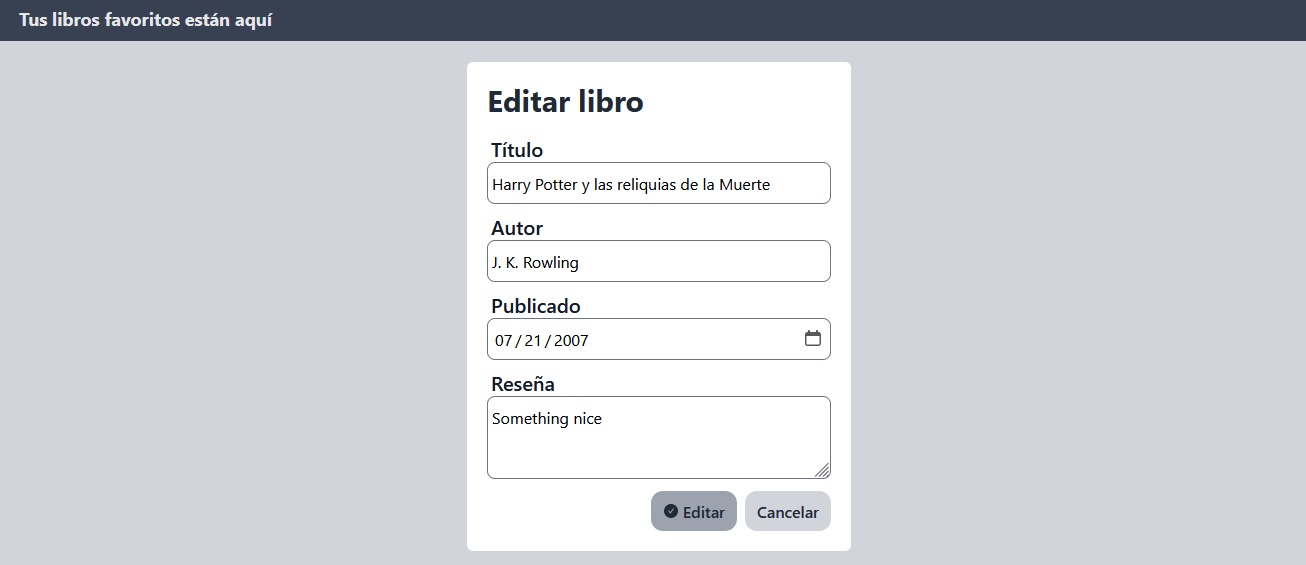 Tus libros favoritos están aquí
Editar libro
Título
Harry Potter y las reliquias de la Muerte
Autor
J. K. Rowling
Publicado
07/21/2007
Reseña
Something nice
Editar Cancelar